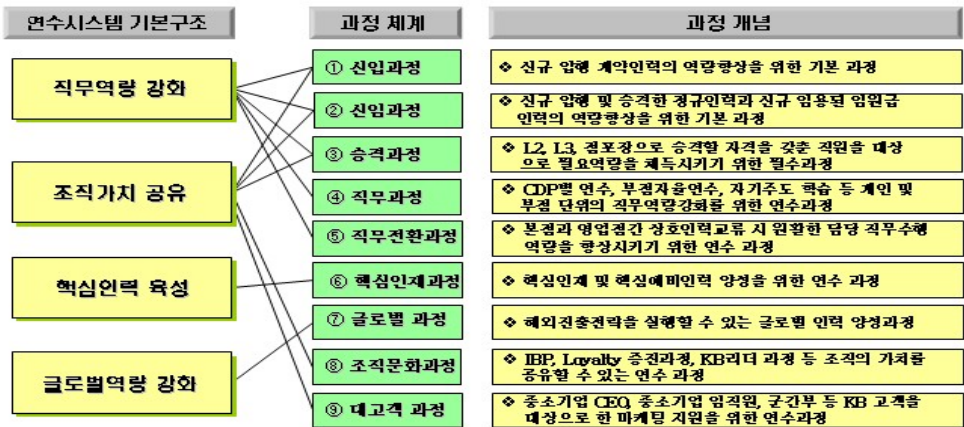 연수시스템 기본구조
과정 체계
과정 개념
직무역량 강화
조직가치 공유
핵심인력 육성
글로벌역량 강화
① 신입과정
② 신입과정
③ 승격과정
④ 직무과정
⑤ 직무전환과정
⑥ 핵심인재과정
⑦ 글로벌 과정
⑧ 조직문화과정
⑨ 대고객 과정
❖ 신규 입행 계약인력의 역량향상을 위한 기본 과정
❖ 신규 입행 및 승격한 정규인력과 신규 임용된 임원급
인력의 역량향상을 위한 기본 과정
❖ L2, L3, 점포장으로 승격할 자격을 갖춘 직원을 대상
으로 필요역량을 체득시키기 위한 필수과정
❖ CDP별 연수, 부점자율연수, 자기주도 학습 등 개인 및
부점 단위의 직무역량강화를 위한 연수과정
❖ 본점과 영업점간 상호인력교류 시 원활한 담당 직무수행
역량을 향상시키기 위한 연수 과정
❖ 핵심인재 및 핵심예비인력 양성을 위한 연수 과정
❖ 해외진출전략을 실행할 수 있는 글로벌 인력 양성과정
❖ IBP, Loyalty 증진과정, KB리더 과정 등 조직의 가치를
공유할 수 있는 연수 과정
❖ 중소기업 CEO, 중소기업 임직원, 군간부 등 KB 고객을
대상으로 한 마케팅 지원을 위한 연수과정